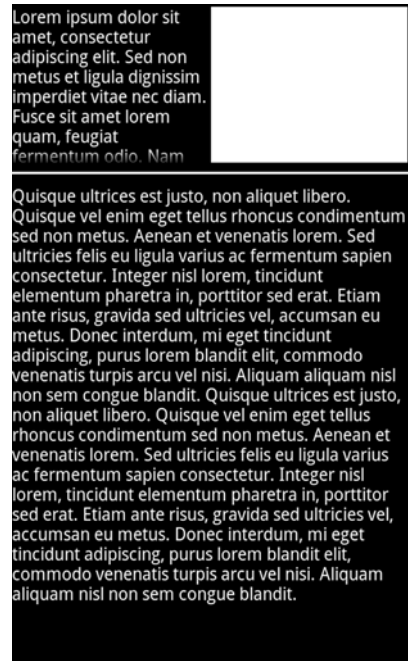 Lorem ipsum dolor sit
amet, consectetur
adipiscing elit. Sed non
metus et ligula dignissim
imperdiet vitae nec diam.
Fusce sit amet lorem
quam, feugiat
fermentum odio. Nam
Quisque ultrices est justo, non aliquet libero.
Quisque vel enim eget tellus rhoncus condimentum
sed non metus. Aenean et venenatis lorem. Sed
ultricies felis eu ligula varius ac fermentum sapien
consectetur. Integer nisl lorem, tincidunt
elementum pharetra in, porttitor sed erat. Etiam
ante risus, gravida sed ultricies vel, accumsan eu
metus. Donec interdum, mi eget tincidunt
adipiscing, purus lorem blandit elit, commodo
venenatis turpis arcu vel nisi. Aliquam aliquam nisl
non sem congue blandit. Quisque ultrices est justo,
non aliquet libero. Quisque vel enim eget tellus
rhoncus condimentum sed non metus. Aenean et
venenatis lorem. Sed ultricies felis eu ligula varius
ac fermentum sapien consectetur. Integer nisl
lorem, tincidunt elementum pharetra in, porttitor
sed erat. Etiam ante risus, gravida sed ultricies vel,
accumsan eu metus. Donec interdum, mi eget
tincidunt adipiscing, purus lorem blandit elit,
commodo venenatis turpis arcu vel nisi. Aliquam
aliquam nisl non sem congue blandit.